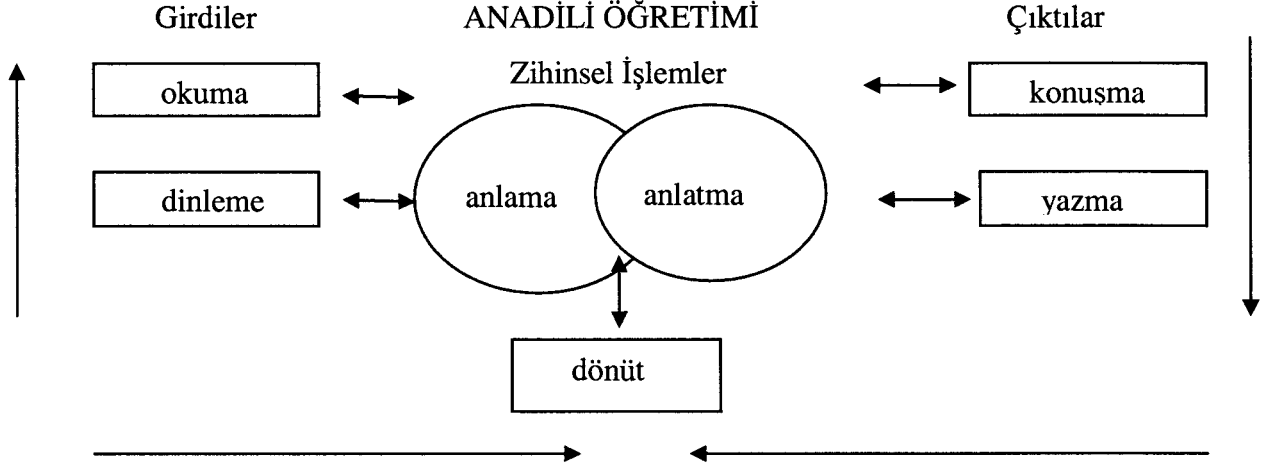 Girdiler ANADİLİ ÖĞRETİMİ Çıktılar
Zihinsel İşlemler
okuma konuşma
dinleme anlama anlatma yazma
dönüt